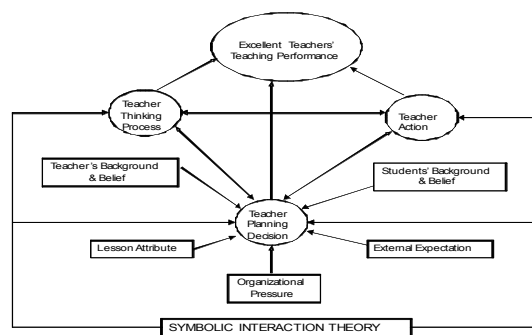 Excellent Teachers'
Teaching Performance
Teacher
Thinking
Process
Teacher
Action
Teacher's Background
& Belief
Students' Background
& Belief
Teacher
Planning
Decision
Lesson Attribute
External Expectation
Organizational
Pressure
SYMBOLIC INTERACTION THEORY